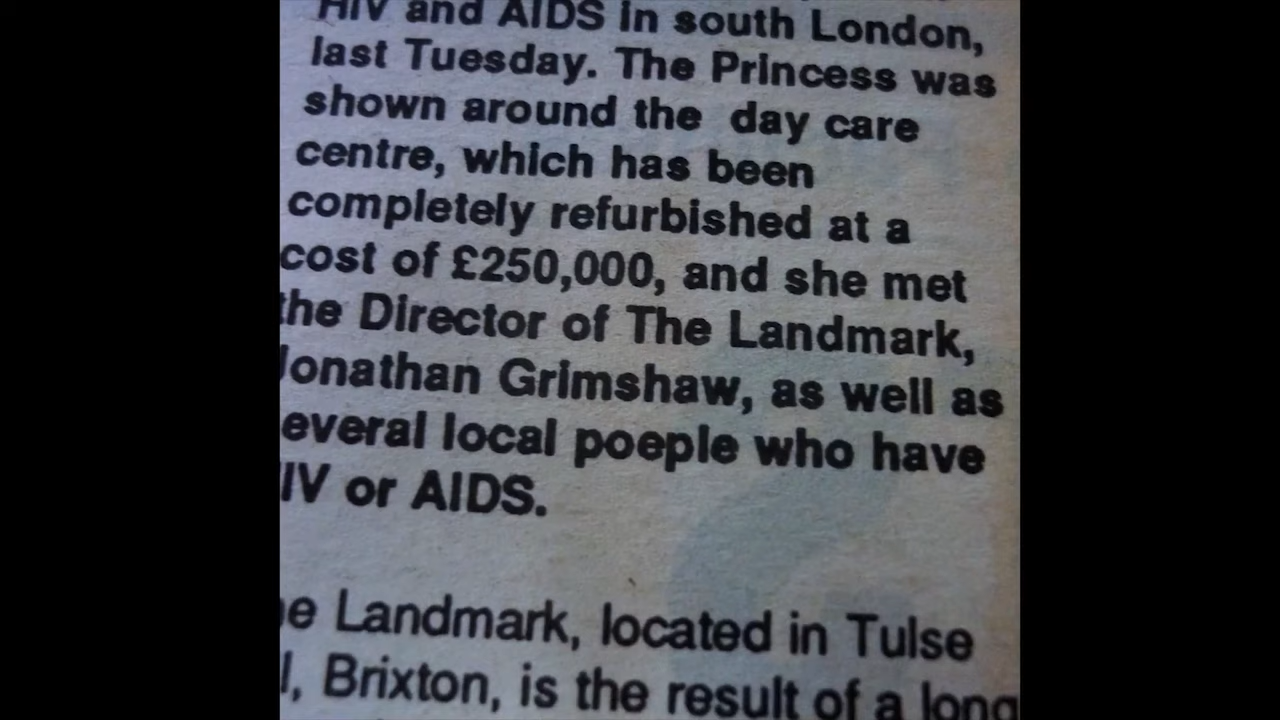 HIV and AIDS in south London,
last Tuesday. The Princess was
shown around the day care
centre, which has been
completely refurbished at a
cost of £250,000, and she met
the Director of The Landmark,
Jonathan Grimshaw, as well as
everal local poeple who have
IV or AIDS.
e Landmark, located in Tulse
l, Brixton, is the result of a long